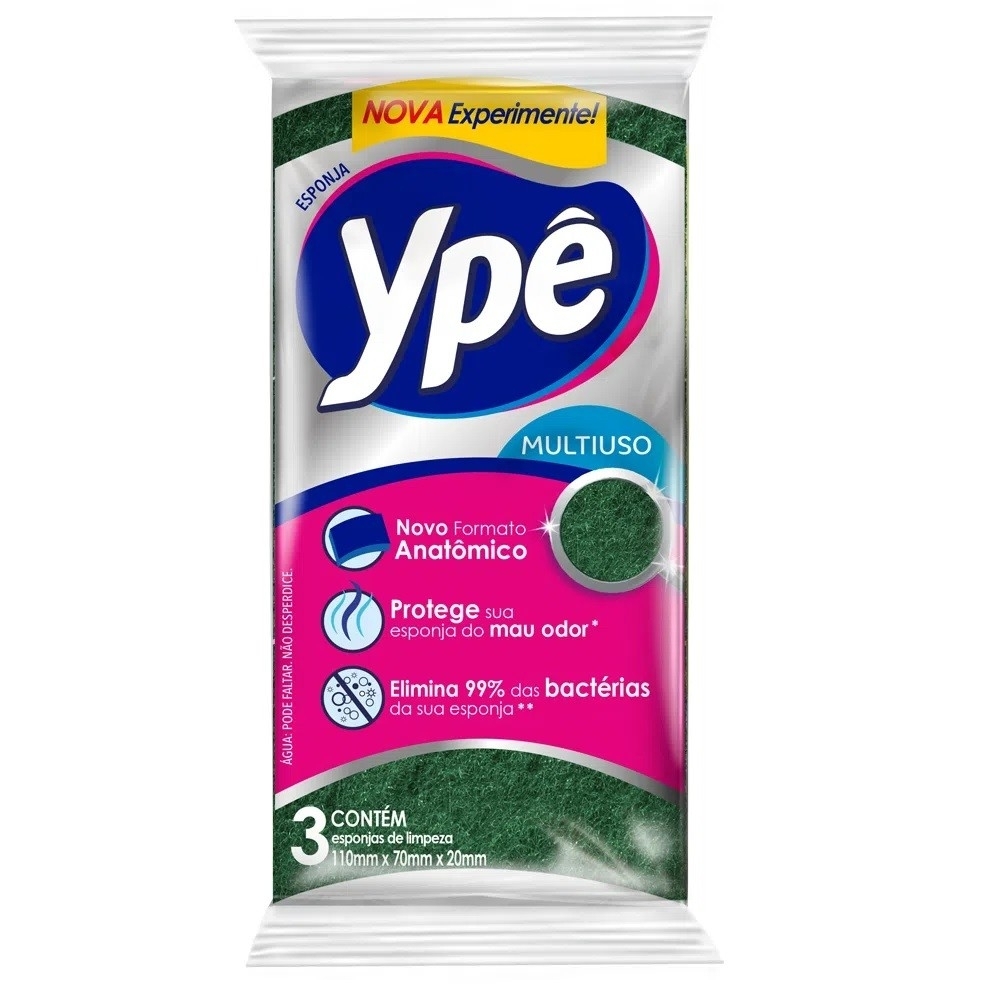 NOVA Experimente!
ESPONJA
Ypê
MULTIUSO
Novo Formato
Anatômico
Protege sua
esponja do mau odor*
Elimina 99% das bactérias
da sua esponja**
ÁGUA: PODE FALTAR. NÃO DESPERDICE.
3 CONTÉM
esponjas de limpeza
110mm x 70mm x 20mm